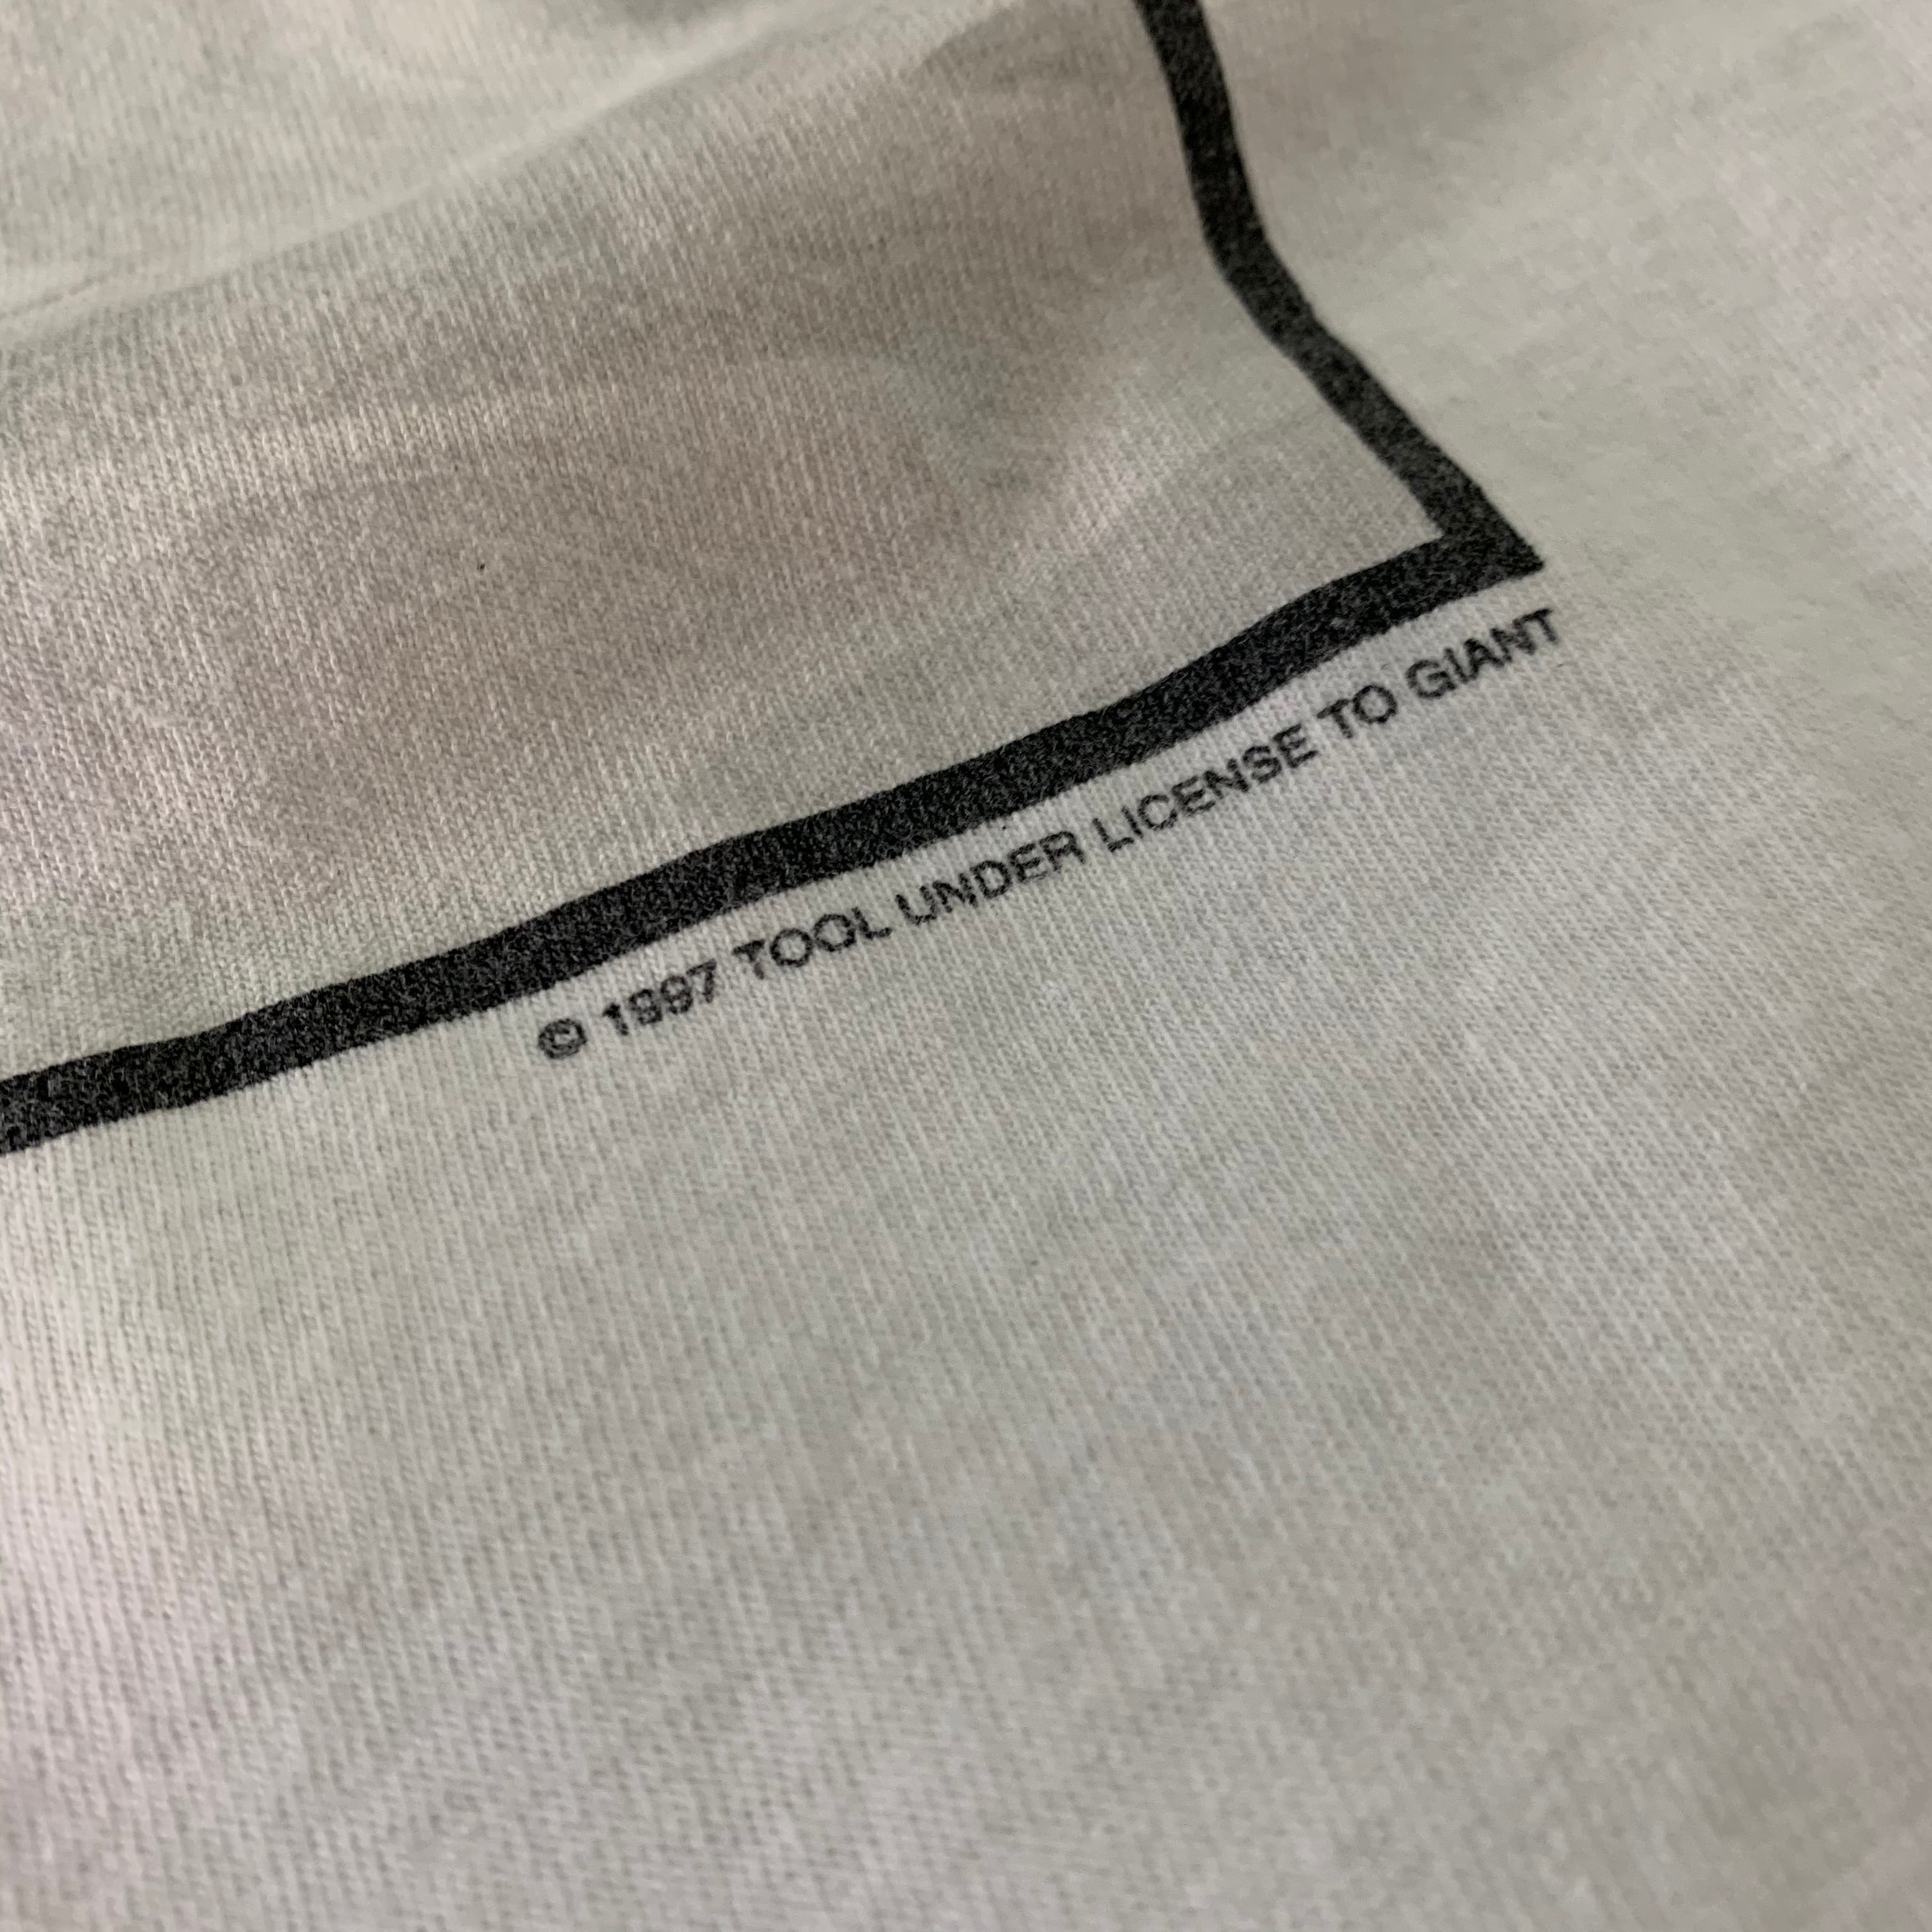 © 1997 TOOL UNDER LICENSE TO GIANT